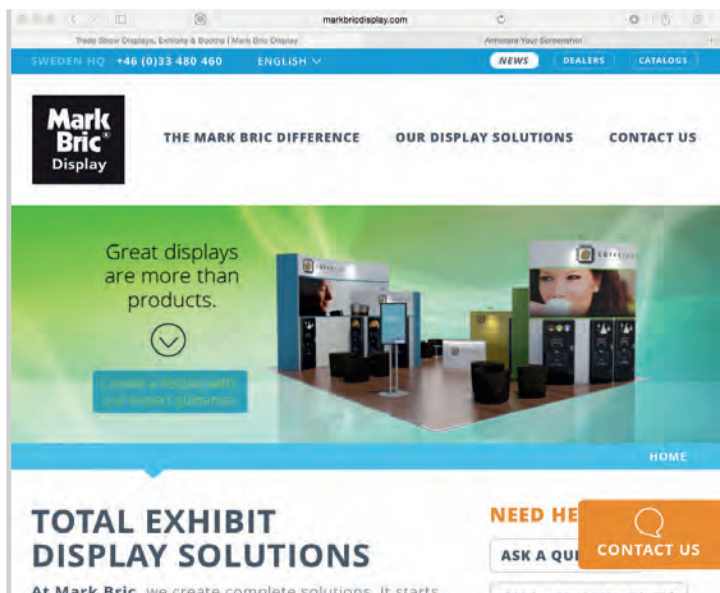 markbricdisplay.com
Trade Show Displays, Exhibits & Booths | Mark Bric Display
Annotate Your Screenshot
SWEDEN HQ +46 (0)33 480 460 ENGLISH
NEWS DEALERS CATALOGS
Mark
Bric®
Display
THE MARK BRIC DIFFERENCE OUR DISPLAY SOLUTIONS CONTACT US
Great displays
are more than
products.
HOME
TOTAL EXHIBIT
DISPLAY SOLUTIONS
At Mark Bric, we create complete solutions. It starts
NEED HE
ASK A QU
CONTACT US